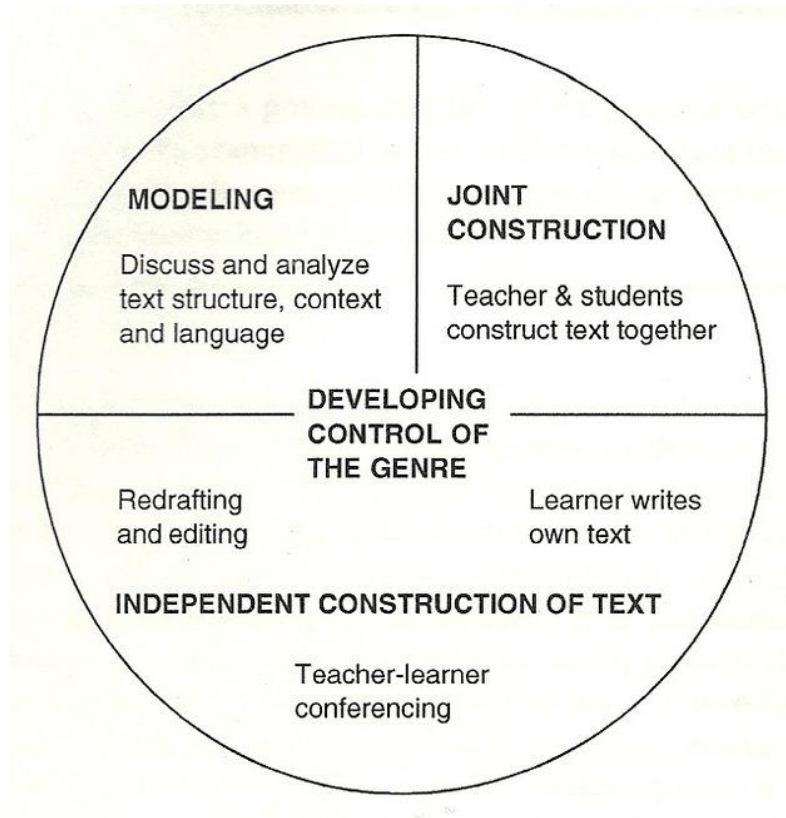 MODELING
Discuss and analyze
text structure, context
and language
JOINT
CONSTRUCTION
Teacher & students
construct text together
DEVELOPING
CONTROL OF
THE GENRE
Redrafting
and editing
Learner writes
own text
INDEPENDENT CONSTRUCTION OF TEXT
Teacher-learner
conferencing